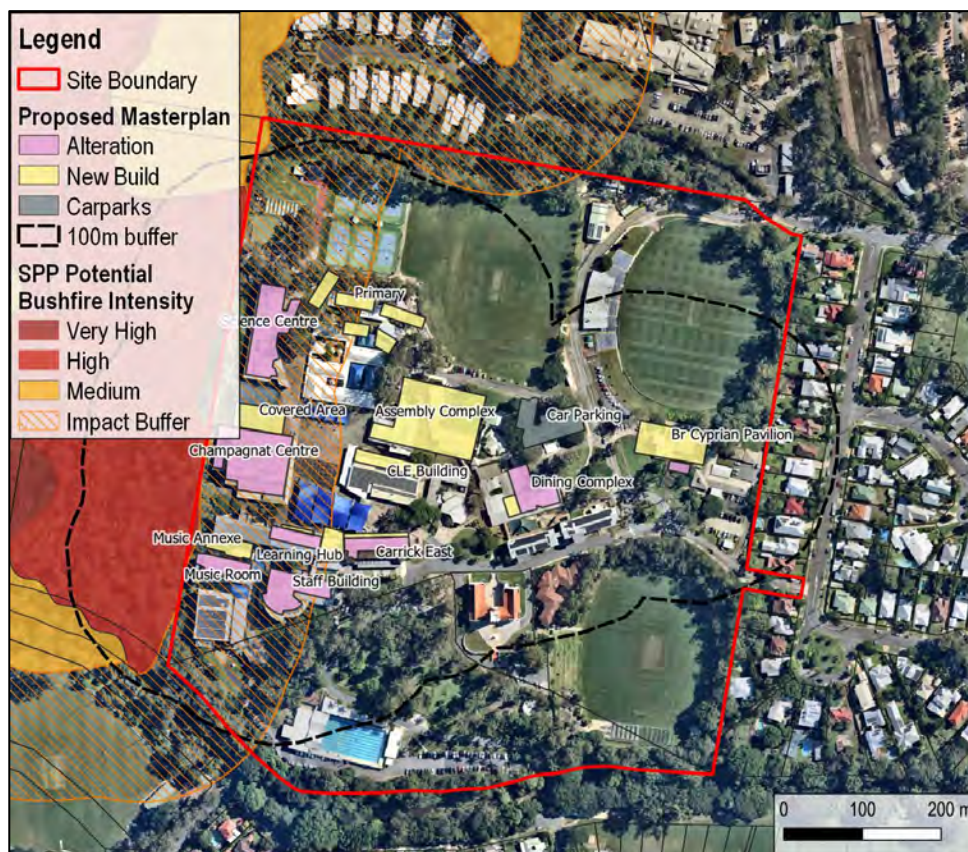 Legend
Site Boundary
Proposed Masterplan
Alteration
New Build
Carparks
100m buffer
SPP Potential
Bushfire Intensity
Very High
High
Medium
Impact Buffer
Primary
Science Centre
Covered Area
Assembly Complex
Car Parking
Br Cyprian Pavilion
Champagnat Centre
CLE Building
Dining Complex
Music Annexe
Learning Hub
Carrick East
Music Room
Staff Building
0 100 200 m